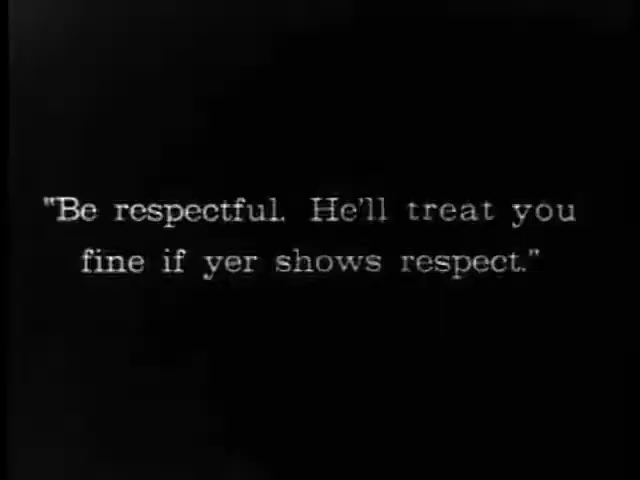 "Be respectful. He'll treat you
fine if yer shows respect."